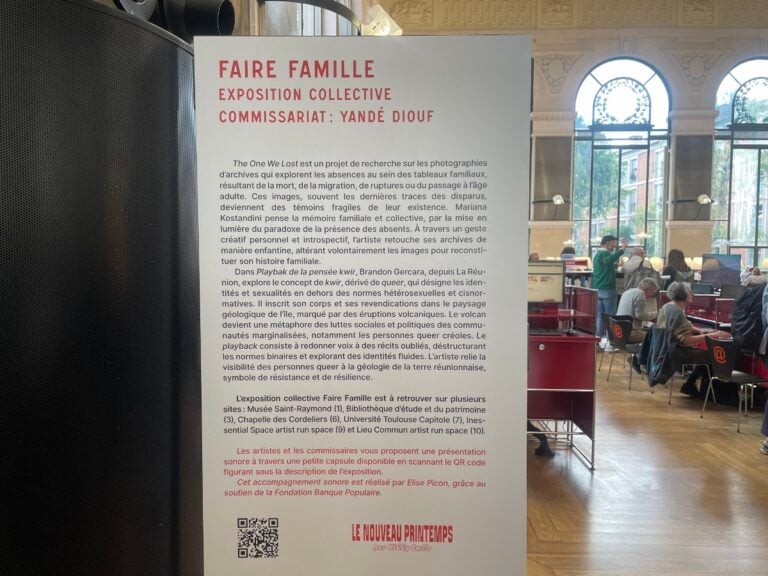 FAIRE FAMILLE
EXPOSITION COLLECTIVE
COMMISSARIAT : YANDÉ DIOUF
The One We Lost est un projet de recherche sur les photographies
d'archives qui explorent les absences au sein des tableaux familiaux,
résultant de la mort, de la migration, de ruptures ou du passage à l'âge
adulte. Ces images, souvent les dernières traces des disparus,
deviennent des témoins fragiles de leur existence. Mariana
Kostandini pense la mémoire familiale et collective, par la mise en
lumière du paradoxe de la présence des absents. À travers un geste
créatif personnel et introspectif, l'artiste retouche ses archives de
manière enfantine, altérant volontairement les images pour reconsti-
tuer son histoire familiale.
Dans Playbak de la pensée kwir, Brandon Gercara, depuis La Réu-
nion, explore le concept de kwir, dérivé de queer, qui désigne les iden-
tités et sexualités en dehors des normes hétérosexuelles et cisnor-
matives. Il inscrit son corps et ses revendications dans le paysage
géologique de l'île, marqué par des éruptions volcaniques. Le volcan
devient une métaphore des luttes sociales et politiques des commu-
nautés marginalisées, notamment les personnes queer créoles. Le
playback consiste à redonner voix à des récits oubliés, déstructurant
les normes binaires et explorant des identités fluides. L'artiste relie la
visibilité des personnes queer à la géologie de la terre réunionnaise,
symbole de résistance et de résilience.
L'exposition collective Faire Famille est à retrouver sur plusieurs
sites : Musée Saint-Raymond (1), Bibliothèque d'étude et du patrimoine
(3), Chapelle des Cordeliers (6), Université Toulouse Capitole (7), Ines-
sential Space artist run space (9) et Lieu Commun artist run space (10).
Les artistes et les commissaires vous proposent une présentation
sonore à travers une petite capsule disponible en scannant le QR code
figurant sous la description de l'exposition.
Cet accompagnement sonore est réalisé par Elise Picon, grâce au
soutien de la Fondation Banque Populaire.
LE NOUVEAU PRINTEMPS